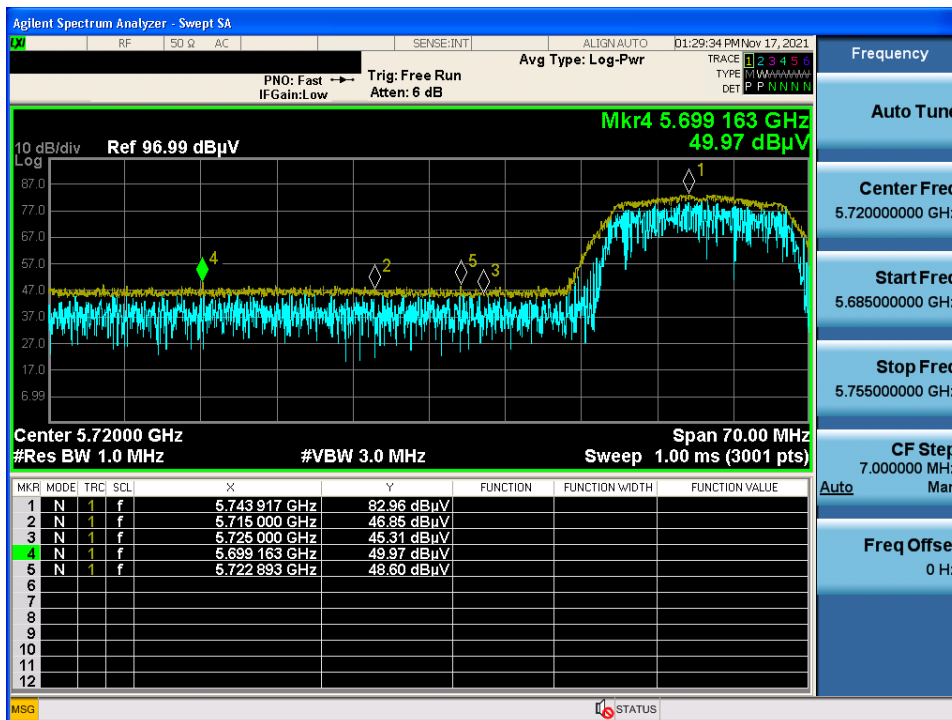 Agilent Spectrum Analyzer - Swept SA
LXI RF 50 Ω AC SENSE:INT ALIGN AUTO 01:29:34 PM Nov 17, 2021
Avg Type: Log-Pwr TRACE 1 2 3 4 5 6
PNO: Fast Trig: Free Run TYPE M WWWWW
IFGain:Low Atten: 6 dB DET P P N N N N
Mkr4 5.699 163 GHz
49.97 dBµV
10 dB/div Ref 96.99 dBµV
Log
87.0
77.0
67.0
57.0
47.0
37.0
27.0
17.0
6.99
1
4
2
5
3
Center 5.72000 GHz Span 70.00 MHz
#Res BW 1.0 MHz #VBW 3.0 MHz Sweep 1.00 ms (3001 pts)
MKR MODE TRC SCL X Y FUNCTION FUNCTION WIDTH FUNCTION VALUE
1 N 1 f 5.743 917 GHz 82.96 dBµV
2 N 1 f 5.715 000 GHz 46.85 dBµV
3 N 1 f 5.725 000 GHz 45.31 dBµV
4 N 1 f 5.699 163 GHz 49.97 dBµV
5 N 1 f 5.722 893 GHz 48.60 dBµV
6
7
8
9
10
11
12
MSG STATUS
Frequency
Auto Tune
Center Freq
5.720000000 GHz
Start Freq
5.685000000 GHz
Stop Freq
5.755000000 GHz
CF Step
7.000000 MHz
Auto Man
Freq Offset
0 Hz